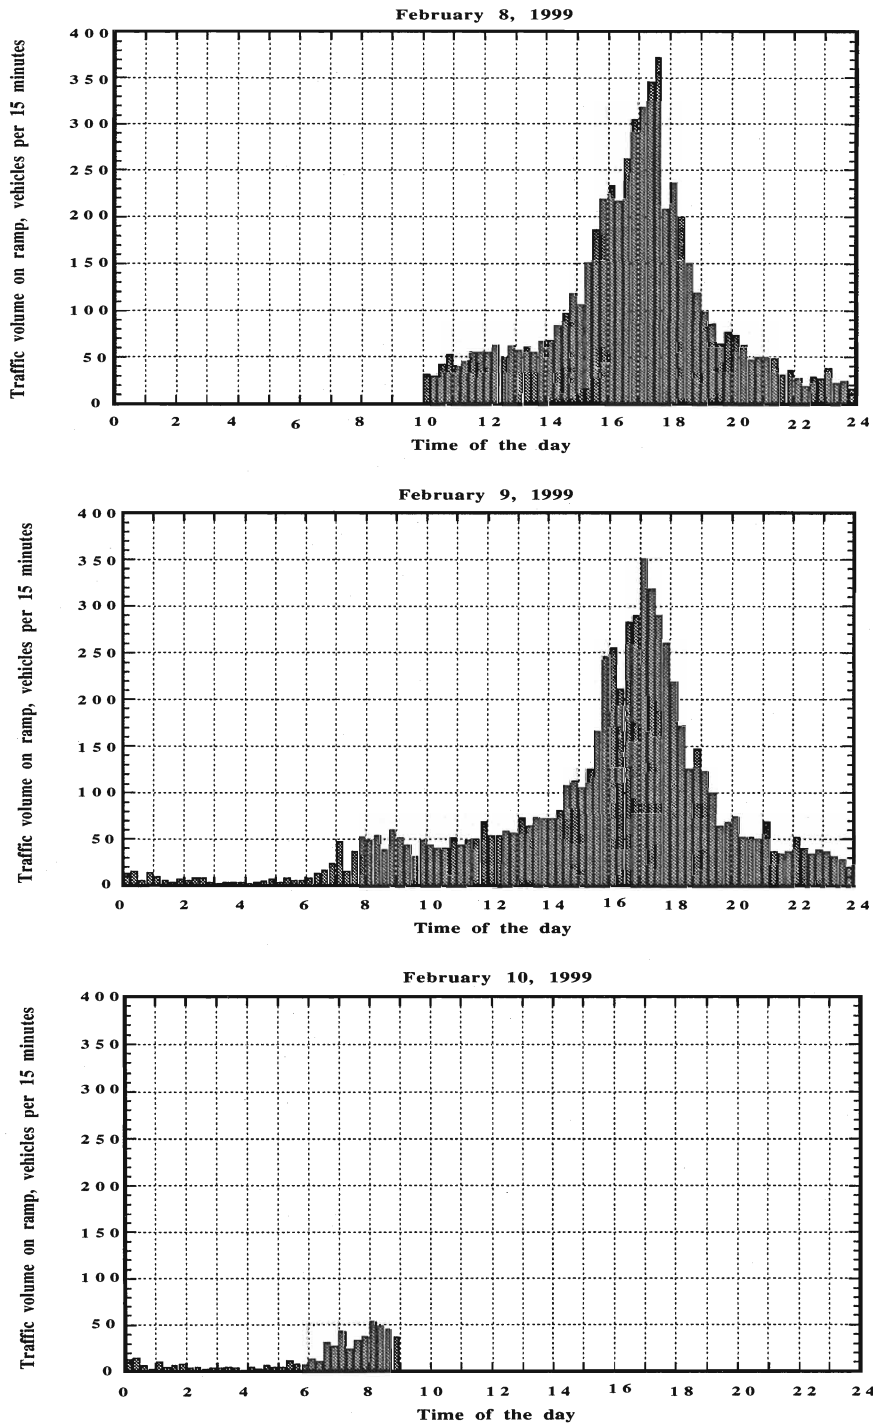 February 8, 1999
Traffic volume on ramp, vehicles per 15 minutes
400
350
300
250
200
150
100
50
0
0 2 4 6 8 10 12 14 16 18 20 22 24
Time of the day
February 9, 1999
Traffic volume on ramp, vehicles per 15 minutes
400
350
300
250
200
150
100
50
0
0 2 4 6 8 10 12 14 16 18 20 22 24
Time of the day
February 10, 1999
Traffic volume on ramp, vehicles per 15 minutes
400
350
300
250
200
150
100
50
0
0 2 4 6 8 10 12 14 16 18 20 22 24
Time of the day